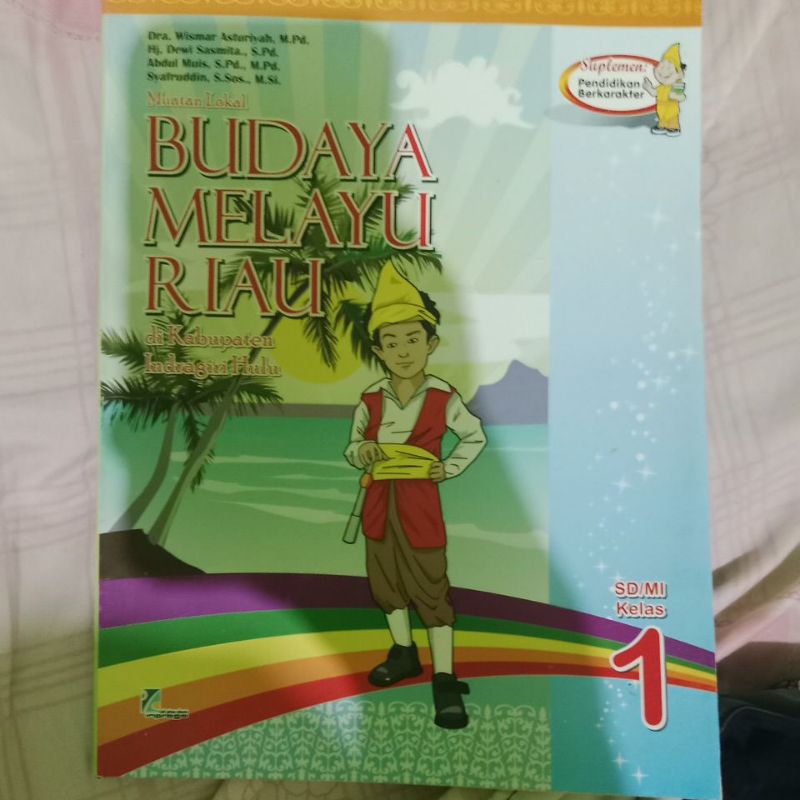 Dra. Wismar Asturiyah, M.Pd.
Hj. Dewi Sasmita., S.Pd.
Abdul Muis, S.Pd., M.Pd.
Syafruddin, S.Sos., M.Si.
Muatan Lokal
BUDAYA
MELAYU
RIAU
di Kabupaten
Indragiri Hulu
Suplemen:
Pendidikan
Berkarakter
SD/MI
Kelas
1